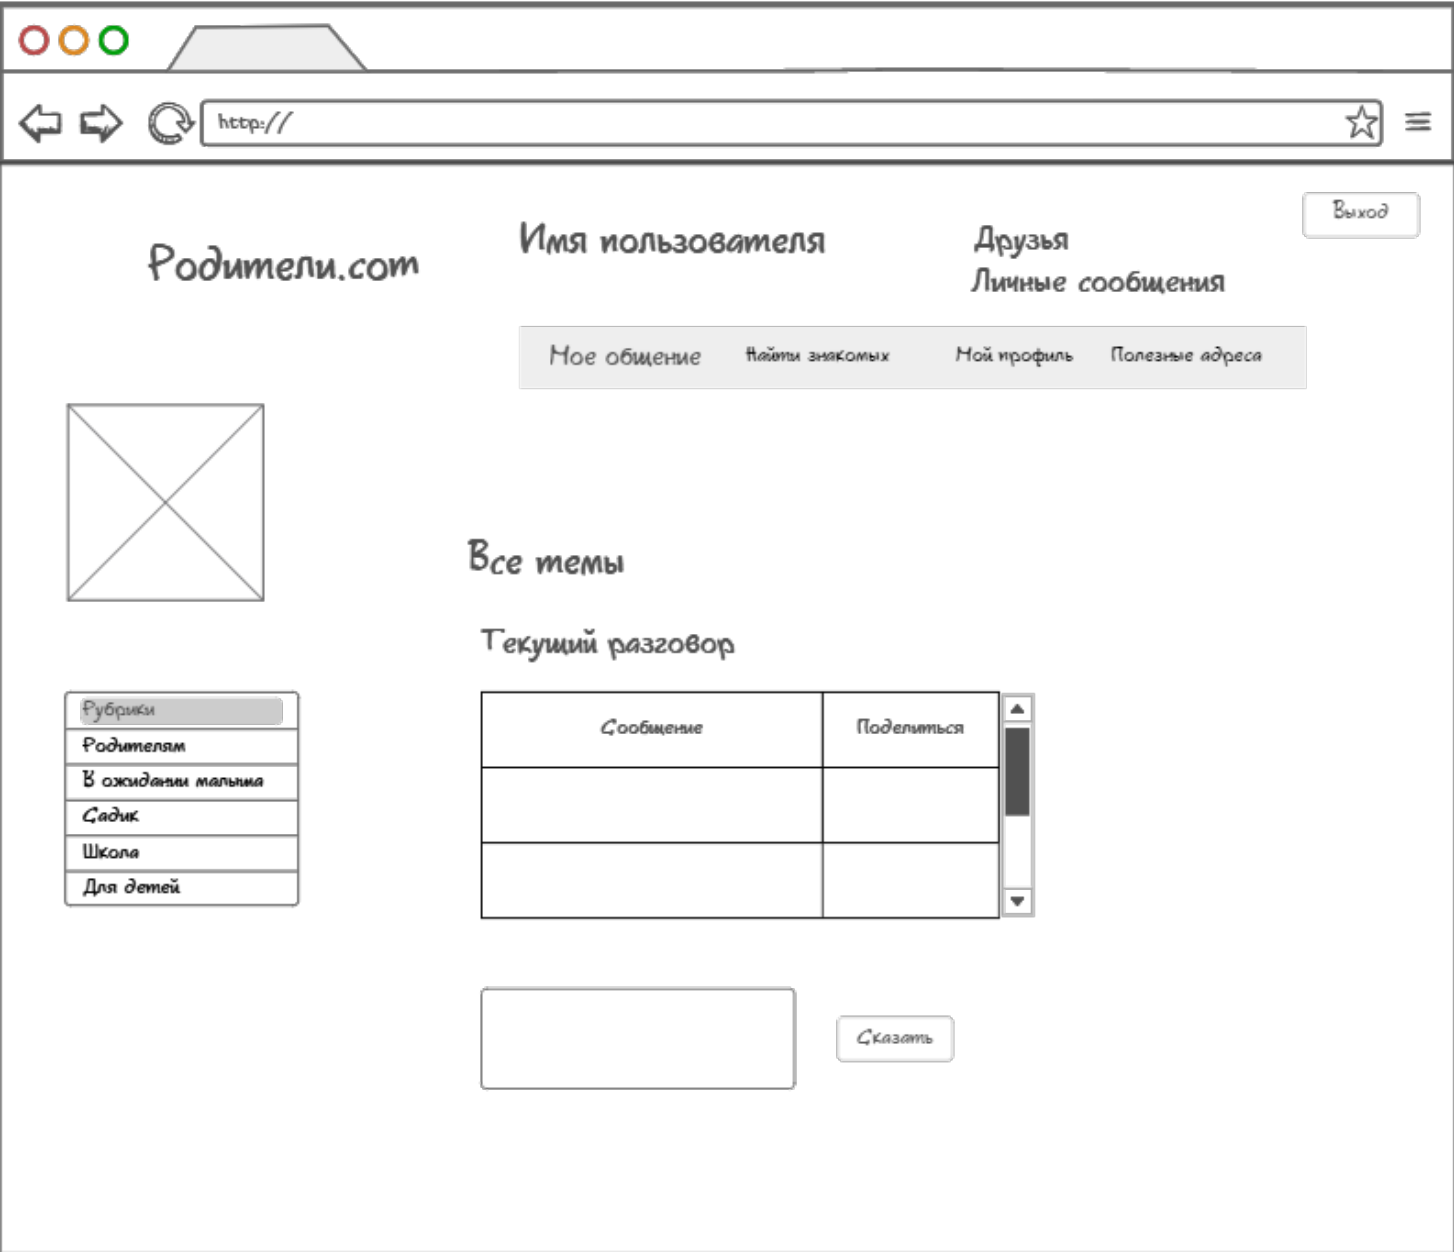 http://
Выход
Родители.com
Имя пользователя
Друзья
Личные сообщения
Мое общение
Найти знакомых
Мой профиль
Полезные адреса
Все темы
Текущий разговор
Рубрики
Родителям
В ожидании малыша
Садик
Школа
Для детей
Сообщение
Поделиться
Сказать